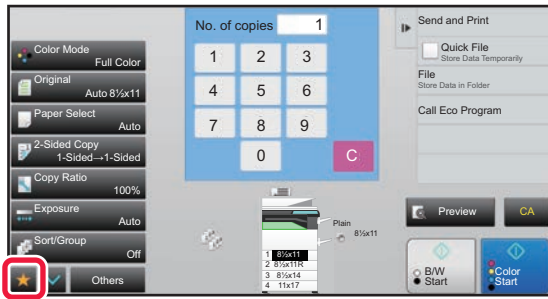 Color Mode
Full Color
Original
Auto 8½x11
Paper Select
Auto
2-Sided Copy
1-Sided→1-Sided
Copy Ratio
100%
Exposure
Auto
Sort/Group
Off
Others
No. of copies 1
1 2 3
4 5 6
7 8 9
0 C
Plain
8½x11
1 8½x11
2 8½x11R
3 8½x14
4 11x17
Send and Print
Quick File
Store Data Temporarily
File
Store Data in Folder
Call Eco Program
Preview
CA
B/W
Start
Color
Start